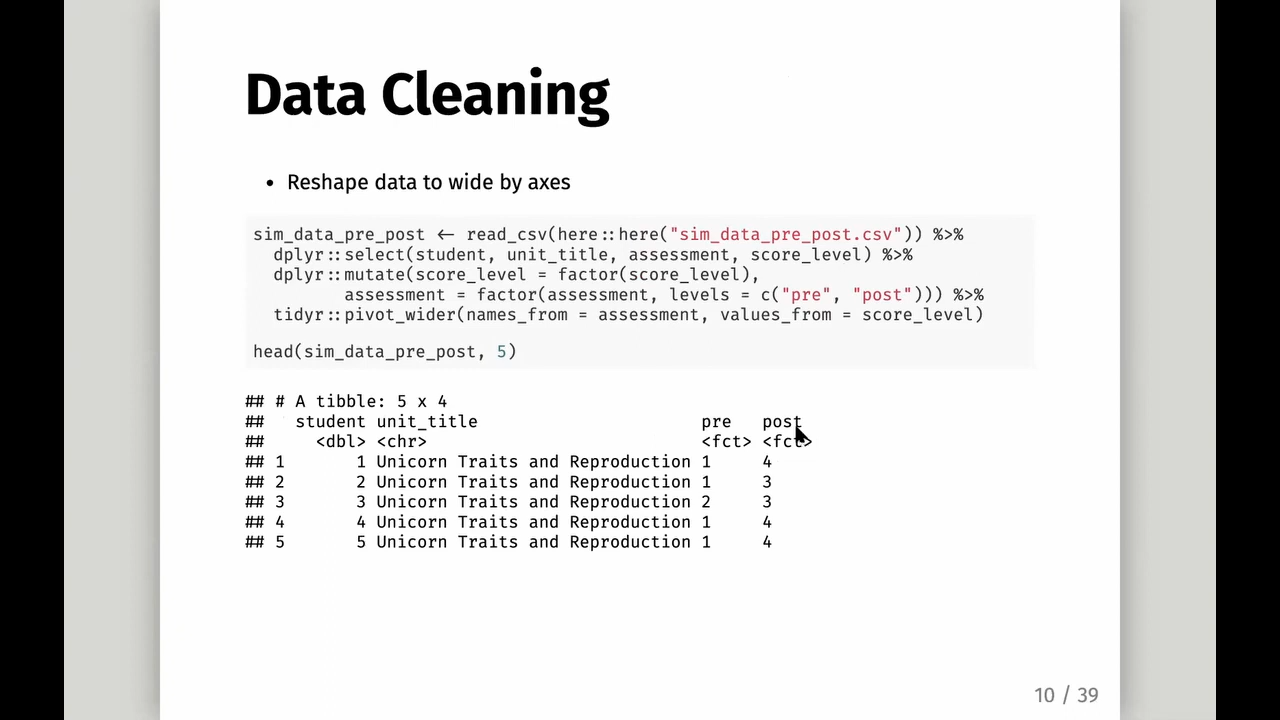 Data Cleaning
• Reshape data to wide by axes
sim_data_pre_post <- read_csv(here::here("sim_data_pre_post.csv")) %>%
  dplyr::select(student, unit_title, assessment, score_level) %>%
  dplyr::mutate(score_level = factor(score_level),
         assessment = factor(assessment, levels = c("pre", "post"))) %>%
  tidyr::pivot_wider(names_from = assessment, values_from = score_level)
head(sim_data_pre_post, 5)
## # A tibble: 5 x 4
##   student unit_title                      pre   post
##     <dbl> <chr>                           <fct> <fct>
## 1       1 Unicorn Traits and Reproduction 1     4
## 2       2 Unicorn Traits and Reproduction 1     3
## 3       3 Unicorn Traits and Reproduction 2     3
## 4       4 Unicorn Traits and Reproduction 1     4
## 5       5 Unicorn Traits and Reproduction 1     4
10 / 39